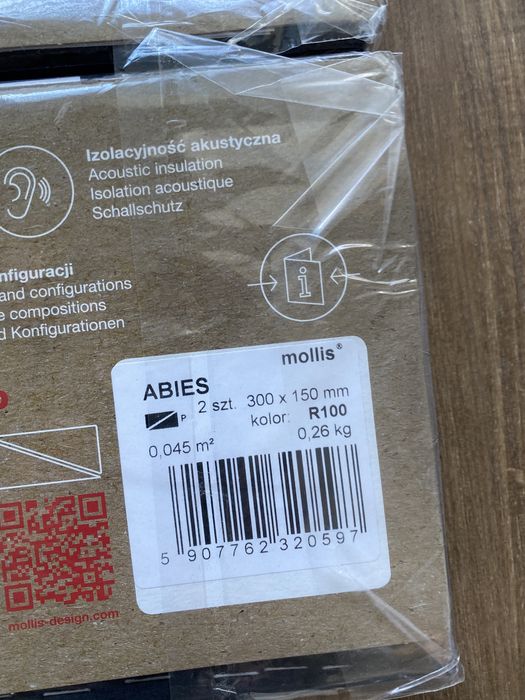 Izolacyjność akustyczna
Acoustic insulation
Isolation acoustique
Schallschutz
nfiguracji
and configurations
e compositions
d Konfigurationen
i
mollis®
ABIES
P 2 szt. 300 x 150 mm
kolor: R100
0,045 m² 0,26 kg
5 907762 320597
mollis-design.com